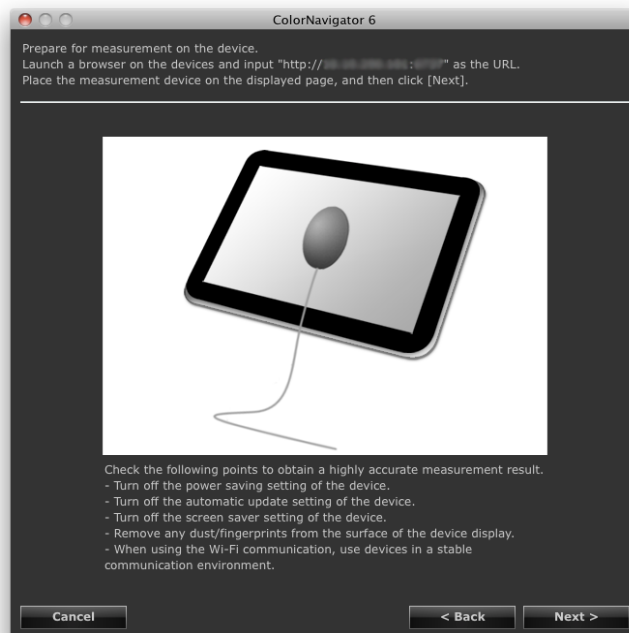 ColorNavigator 6
Prepare for measurement on the device.
Launch a browser on the devices and input "http:// : " as the URL.
Place the measurement device on the displayed page, and then click [Next].
Check the following points to obtain a highly accurate measurement result.
- Turn off the power saving setting of the device.
- Turn off the automatic update setting of the device.
- Turn off the screen saver setting of the device.
- Remove any dust/fingerprints from the surface of the device display.
- When using the Wi-Fi communication, use devices in a stable
communication environment.
Cancel
< Back
Next >